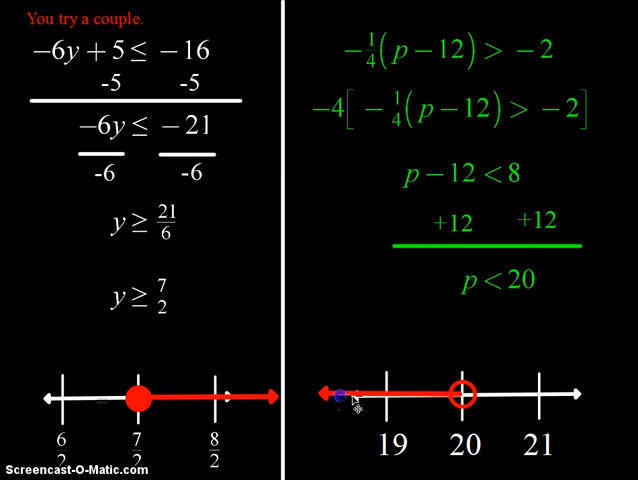 You try a couple.
−6y + 5 ≤ −16
-5 -5
−6y ≤ −21
-6 -6
y ≥ 21/6
y ≥ 7/2
6/2 7/2 8/2
−1/4(p − 12) > −2
−4[−1/4(p − 12) > −2]
p − 12 < 8
+12 +12
p < 20
19 20 21
Screencast-O-Matic.com